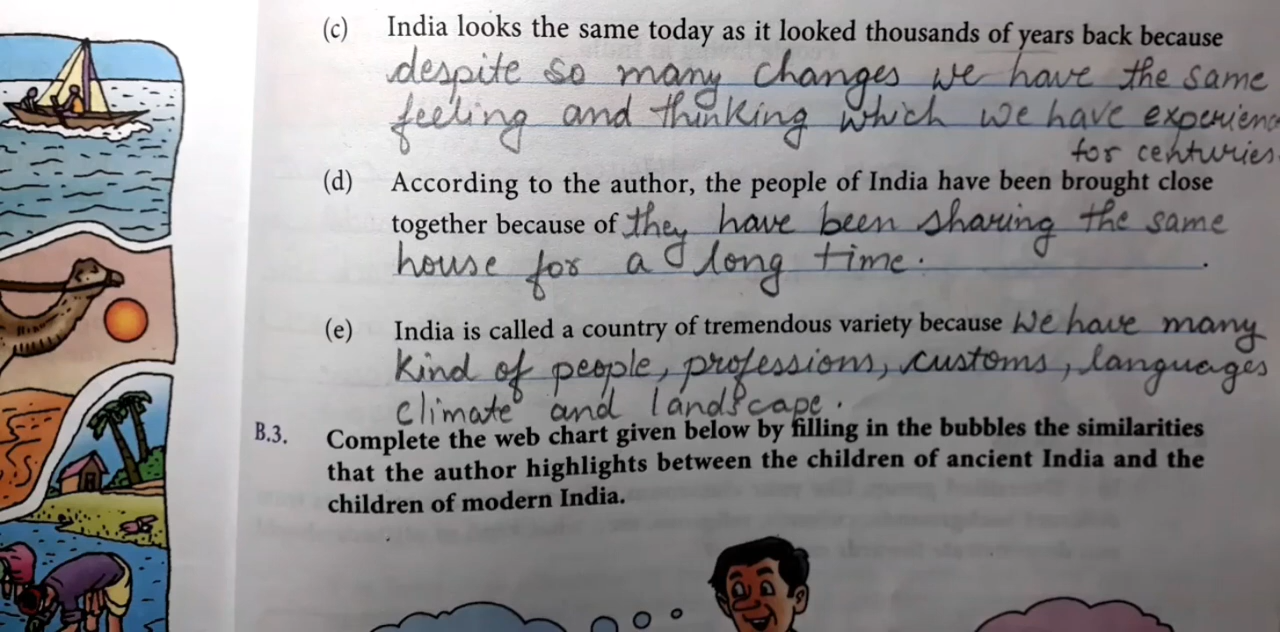 (c) India looks the same today as it looked thousands of years back because
despite so many changes we have the same
feeling and thinking which we have experienc
for centuries.
(d) According to the author, the people of India have been brought close
together because of they have been sharing the same
house for a long time.
(e) India is called a country of tremendous variety because We have many
kind of people, professions, customs, languages
climate and landscape.
B.3. Complete the web chart given below by filling in the bubbles the similarities
that the author highlights between the children of ancient India and the
children of modern India.